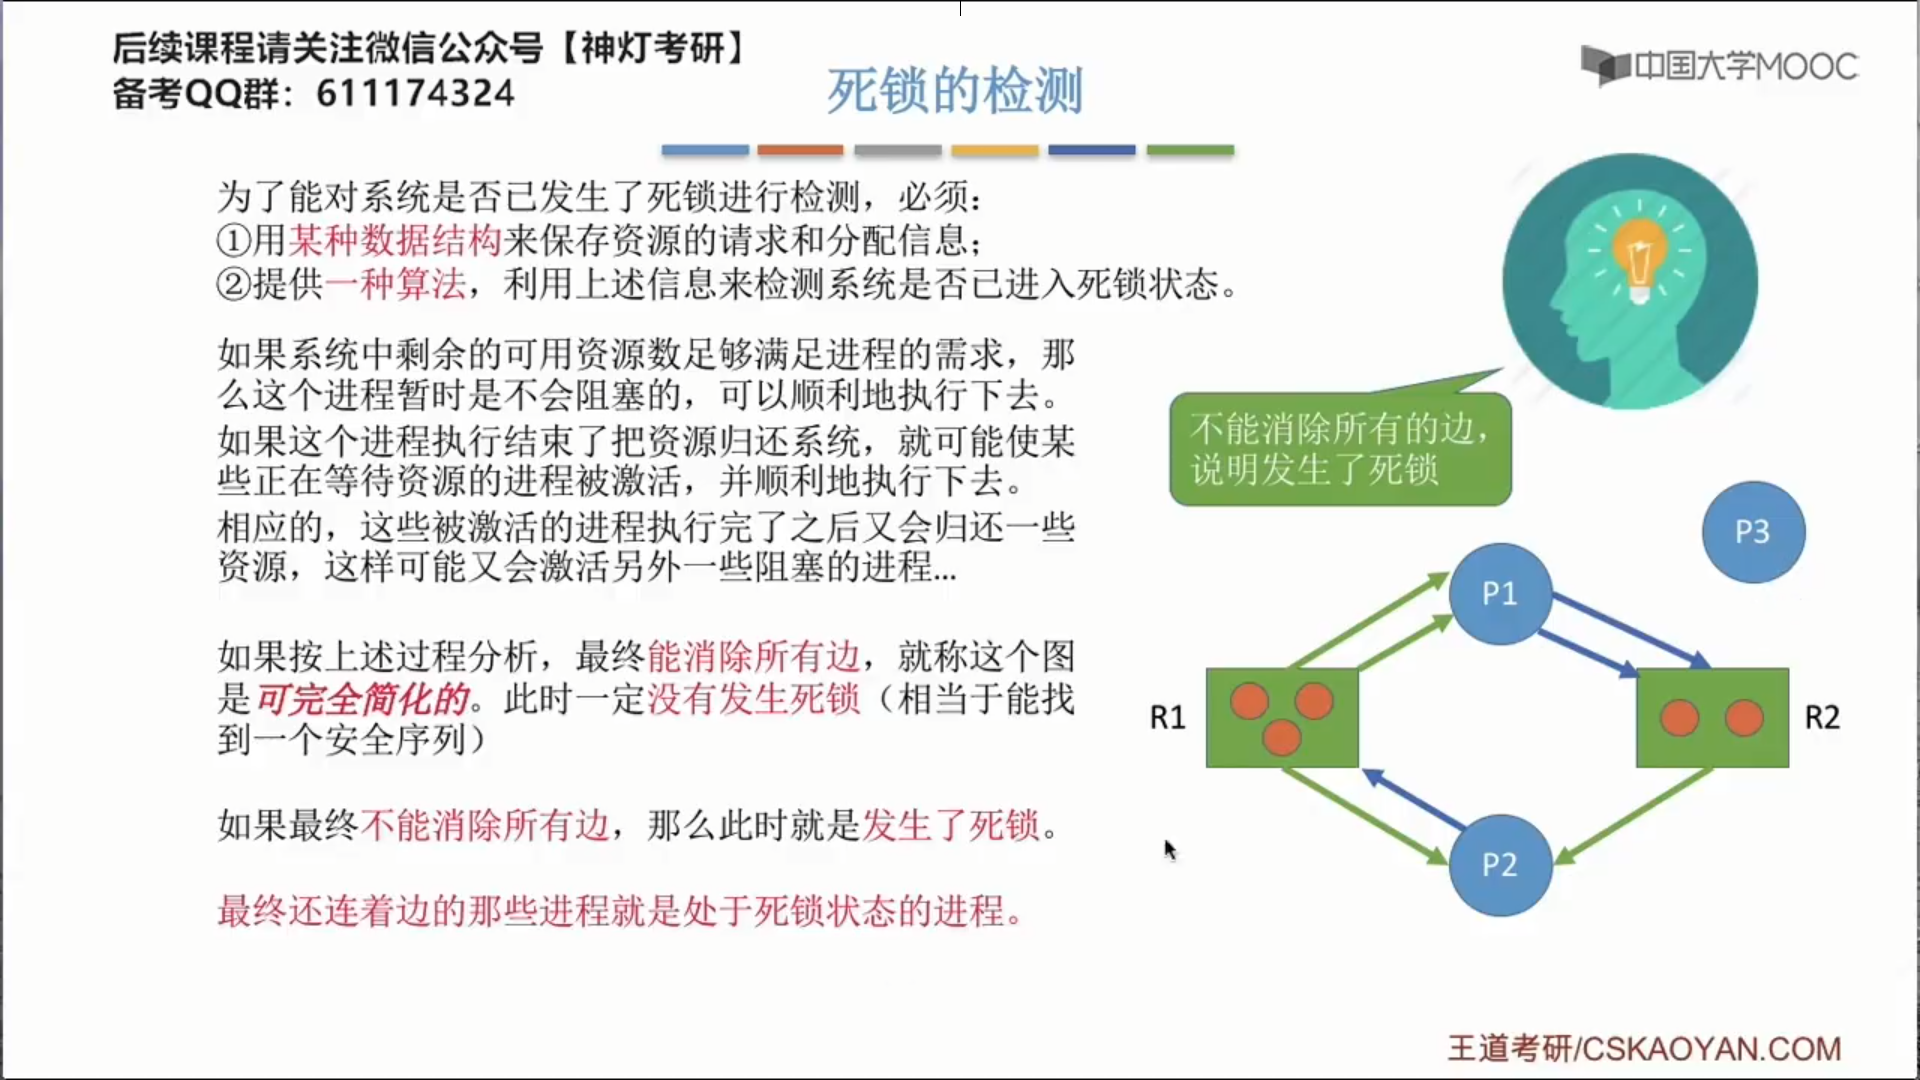 后续课程请关注微信公众号【神灯考研】
备考QQ群：611174324
中国大学MOOC
死锁的检测
为了能对系统是否已发生了死锁进行检测，必须：
①用某种数据结构来保存资源的请求和分配信息；
②提供一种算法，利用上述信息来检测系统是否已进入死锁状态。
如果系统中剩余的可用资源数足够满足进程的需求，那
么这个进程暂时是不会阻塞的，可以顺利地执行下去。
如果这个进程执行结束了把资源归还系统，就可能使某
些正在等待资源的进程被激活，并顺利地执行下去。
相应的，这些被激活的进程执行完了之后又会归还一些
资源，这样可能又会激活另外一些阻塞的进程...
如果按上述过程分析，最终能消除所有边，就称这个图
是可完全简化的。此时一定没有发生死锁（相当于能找
到一个安全序列）
如果最终不能消除所有边，那么此时就是发生了死锁。
最终还连着边的那些进程就是处于死锁状态的进程。
不能消除所有的边，
说明发生了死锁
P3
P1
R1
R2
P2
王道考研/CSKAOYAN.COM